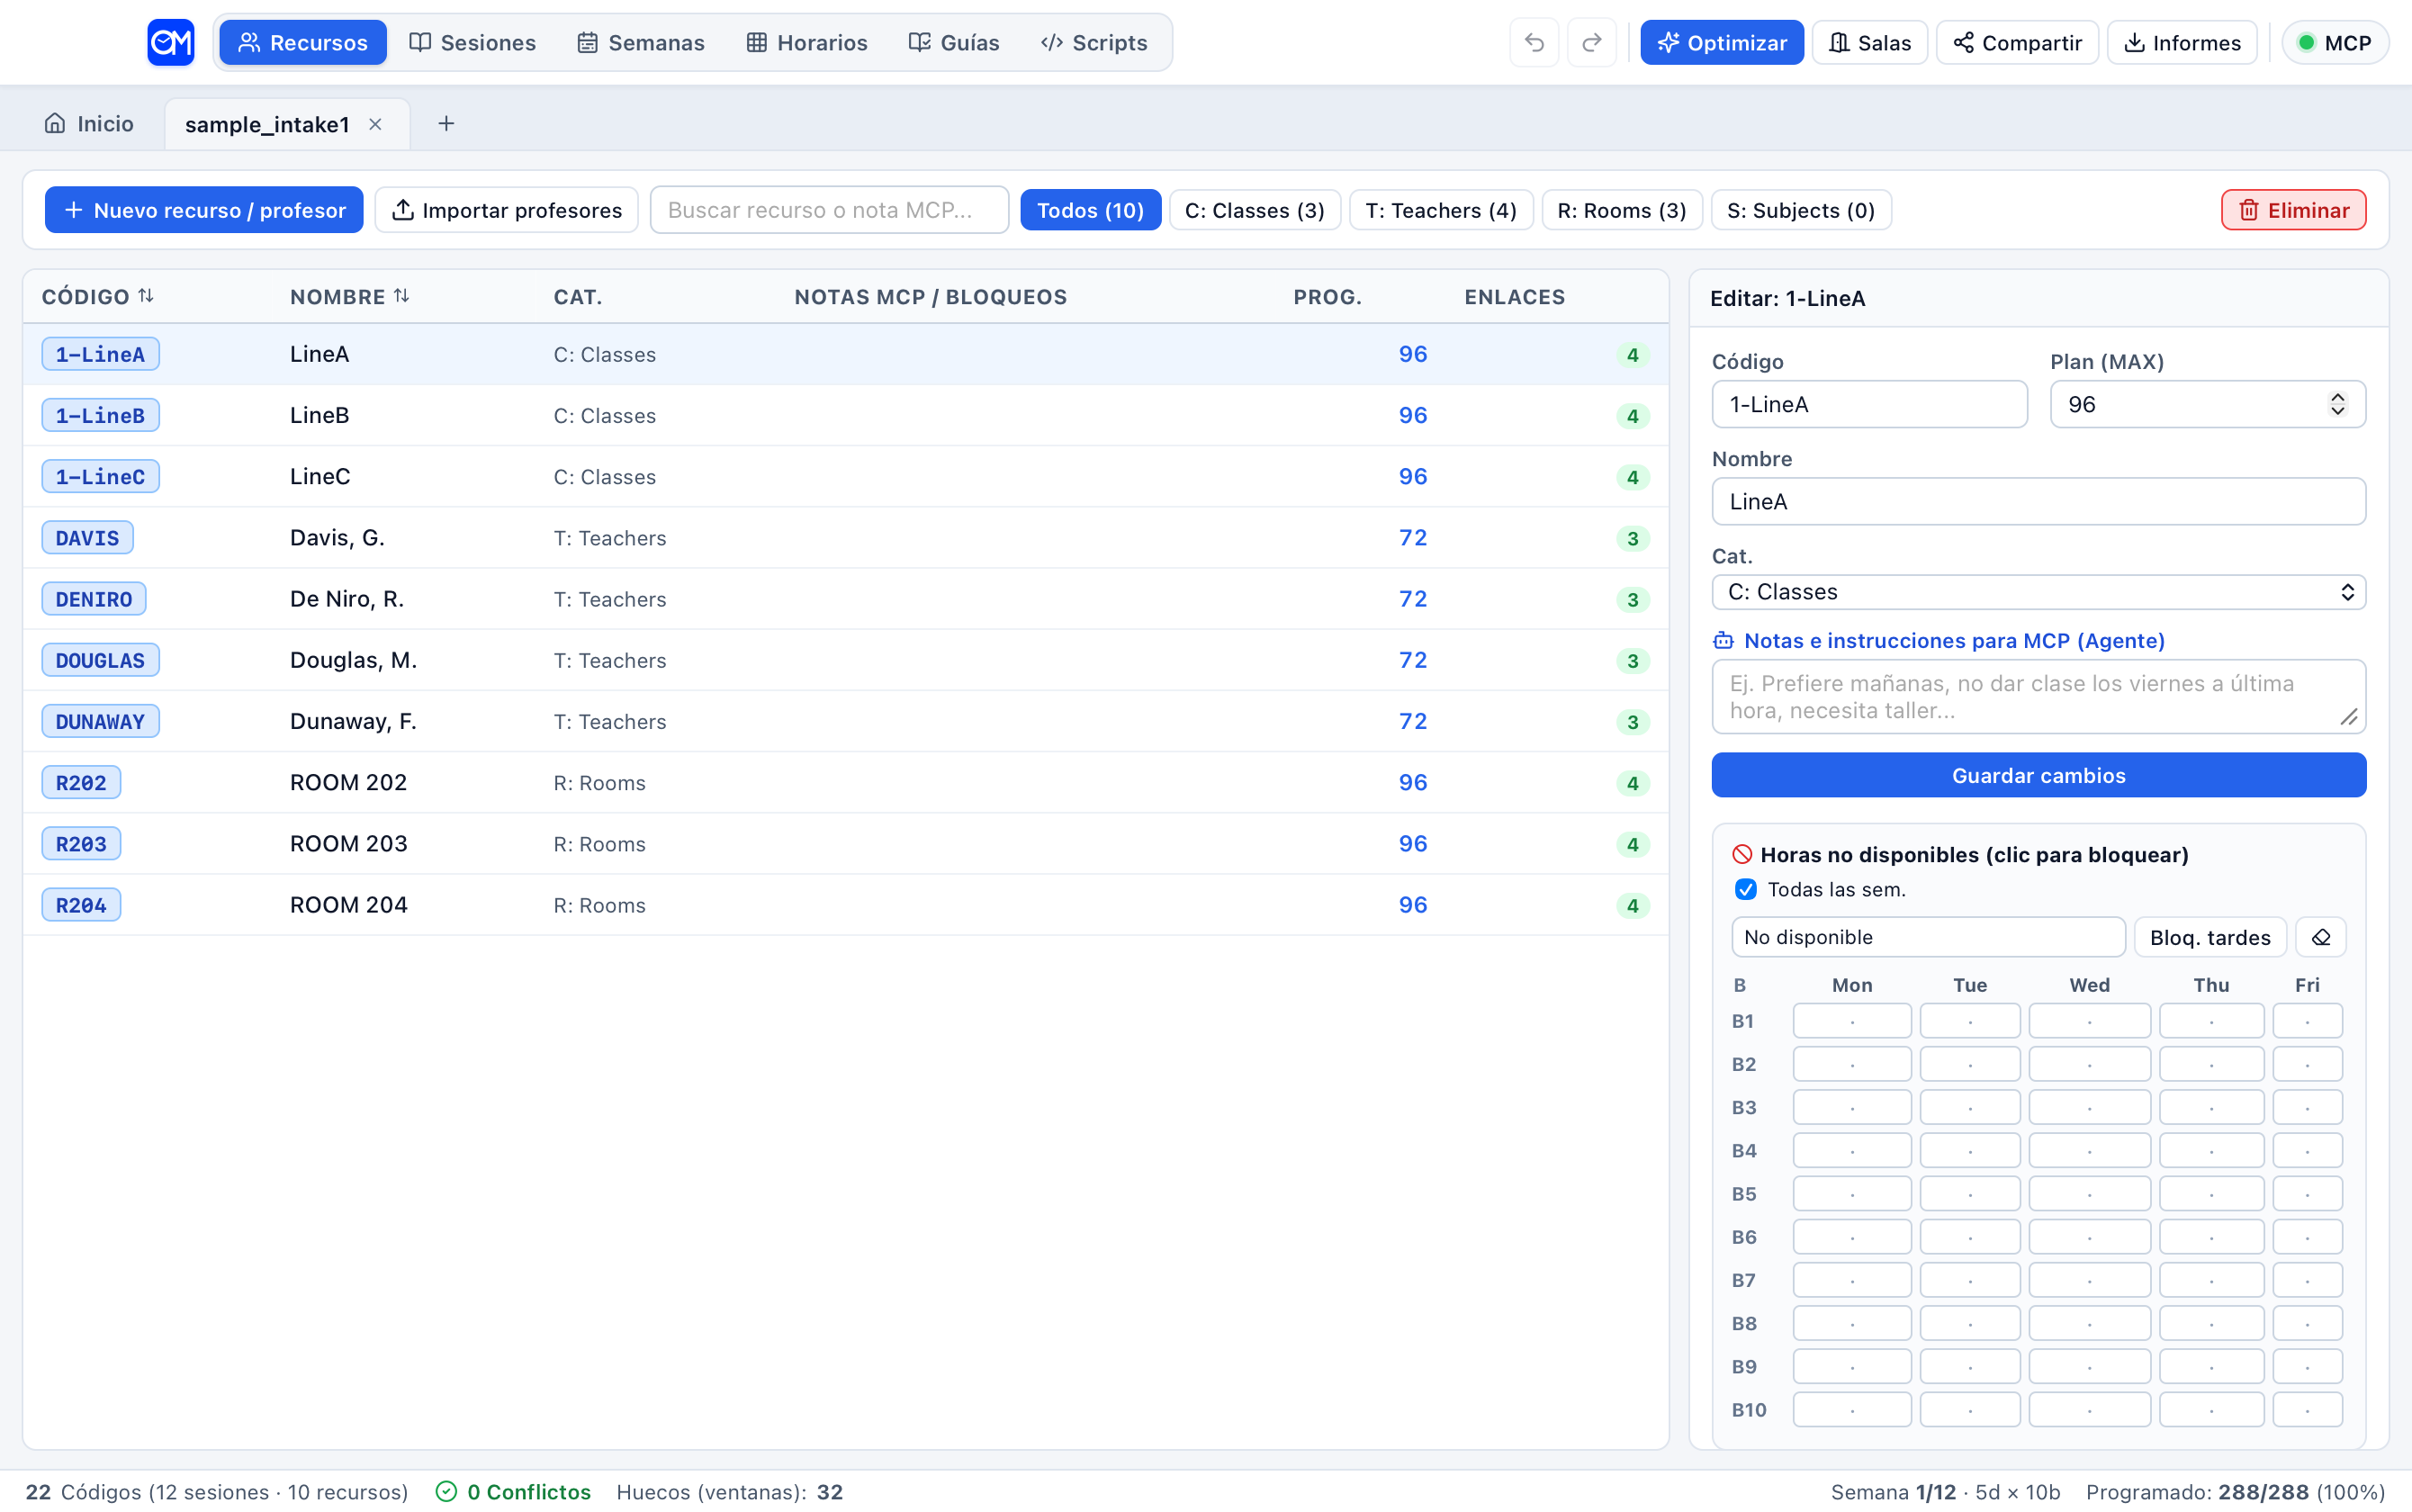 OM Recursos Sesiones Semanas Horarios Guías Scripts Optimizar Salas Compartir Informes MCP
Inicio sample_intake1
Nuevo recurso / profesor Importar profesores Buscar recurso o nota MCP... Todos (10) C: Classes (3) T: Teachers (4) R: Rooms (3) S: Subjects (0) Eliminar
CÓDIGO NOMBRE CAT. NOTAS MCP / BLOQUEOS PROG. ENLACES
1-LineA LineA C: Classes 96 4
1-LineB LineB C: Classes 96 4
1-LineC LineC C: Classes 96 4
DAVIS Davis, G. T: Teachers 72 3
DENIRO De Niro, R. T: Teachers 72 3
DOUGLAS Douglas, M. T: Teachers 72 3
DUNAWAY Dunaway, F. T: Teachers 72 3
R202 ROOM 202 R: Rooms 96 4
R203 ROOM 203 R: Rooms 96 4
R204 ROOM 204 R: Rooms 96 4
Editar: 1-LineA
Código Plan (MAX)
1-LineA 96
Nombre
LineA
Cat.
C: Classes
Notas e instrucciones para MCP (Agente)
Ej. Prefiere mañanas, no dar clase los viernes a última
hora, necesita taller...
Guardar cambios
Horas no disponibles (clic para bloquear)
Todas las sem.
No disponible Bloq. tardes
B Mon Tue Wed Thu Fri
B1 · · · · ·
B2 · · · · ·
B3 · · · · ·
B4 · · · · ·
B5 · · · · ·
B6 · · · · ·
B7 · · · · ·
B8 · · · · ·
B9 · · · · ·
B10 · · · · ·
22 Códigos (12 sesiones · 10 recursos) 0 Conflictos Huecos (ventanas): 32 Semana 1/12 · 5d × 10b Programado: 288/288 (100%)